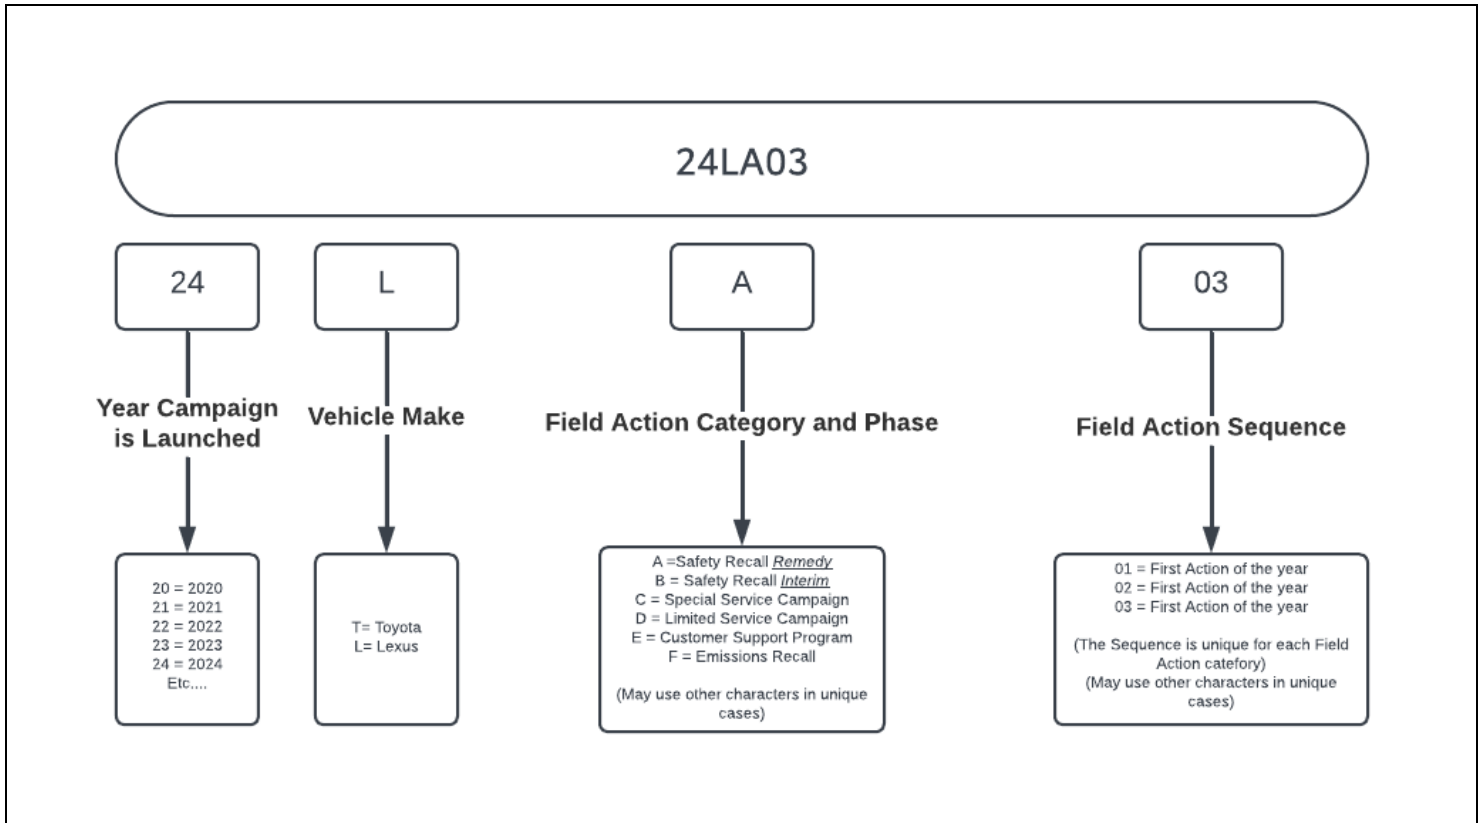 24LA03
24
L
A
03
Year Campaign
is Launched
Vehicle Make
Field Action Category and Phase
Field Action Sequence
20 = 2020
21 = 2021
22 = 2022
23 = 2023
24 = 2024
Etc....
T= Toyota
L= Lexus
A =Safety Recall Remedy
B = Safety Recall Interim
C = Special Service Campaign
D = Limited Service Campaign
E = Customer Support Program
F = Emissions Recall
(May use other characters in unique
cases)
01 = First Action of the year
02 = First Action of the year
03 = First Action of the year
(The Sequence is unique for each Field
Action catefory)
(May use other characters in unique
cases)